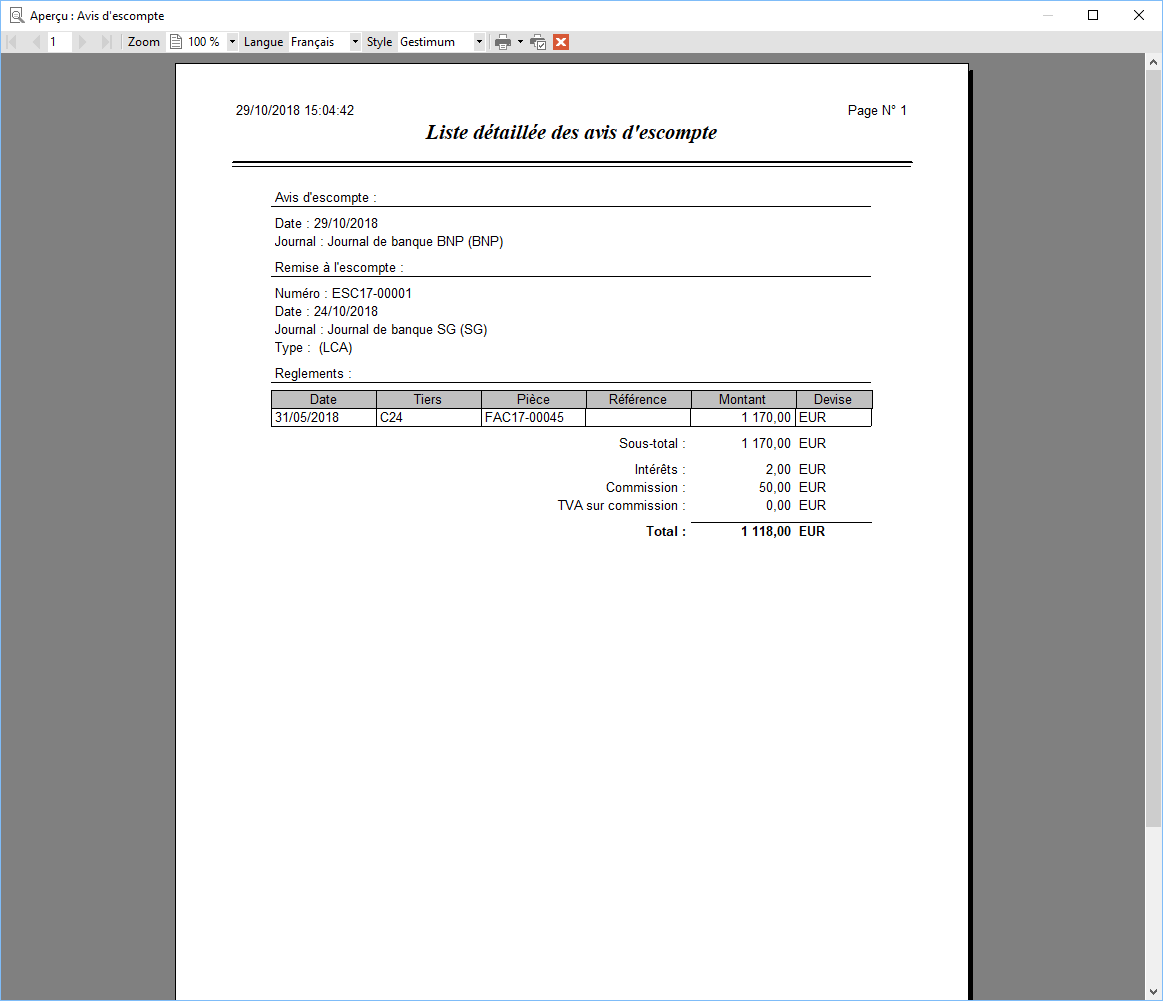 Aperçu : Avis d'escompte
1 Zoom 100 % Langue Français Style Gestimum
29/10/2018 15:04:42 Page N° 1
Liste détaillée des avis d'escompte
Avis d'escompte :
Date : 29/10/2018
Journal : Journal de banque BNP (BNP)
Remise à l'escompte :
Numéro : ESC17-00001
Date : 24/10/2018
Journal : Journal de banque SG (SG)
Type : (LCA)
Reglements :
Date Tiers Pièce Référence Montant Devise
31/05/2018 C24 FAC17-00045 1 170,00 EUR
Sous-total : 1 170,00 EUR
Intérêts : 2,00 EUR
Commission : 50,00 EUR
TVA sur commission : 0,00 EUR
Total : 1 118,00 EUR